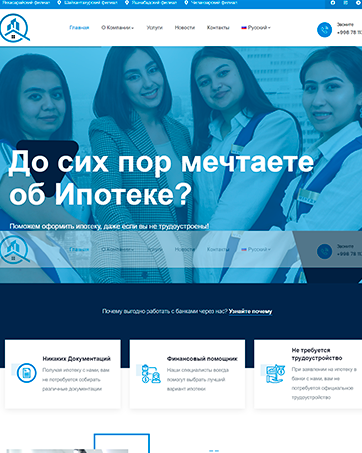 Яккасарайский филиал Шайхантахурский филиал Юнусабадский филиал Чиланзарский филиал
Главная О Компании Услуги Новости Контакты Русский
Звоните
+998 78 11
До сих пор мечтаете
об Ипотеке?
Поможем оформить ипотеку, даже если вы не трудоустроены!
Главная О Компании Услуги Новости Контакты Русский
Звоните
+998 78 11
Почему выгодно работать с банками через нас? Узнайте почему
Никаких Документаций
Получая ипотеку с нами, вам
не потребуется собирать
различные документации
Финансовый помощник
Наши специалисты всегда
помогут выбрать лучший
вариант ипотеки
Не требуется
трудоустройство
При заявлении на ипотеку в
банки с нами, вам не
потребуется официальное
трудоустройство